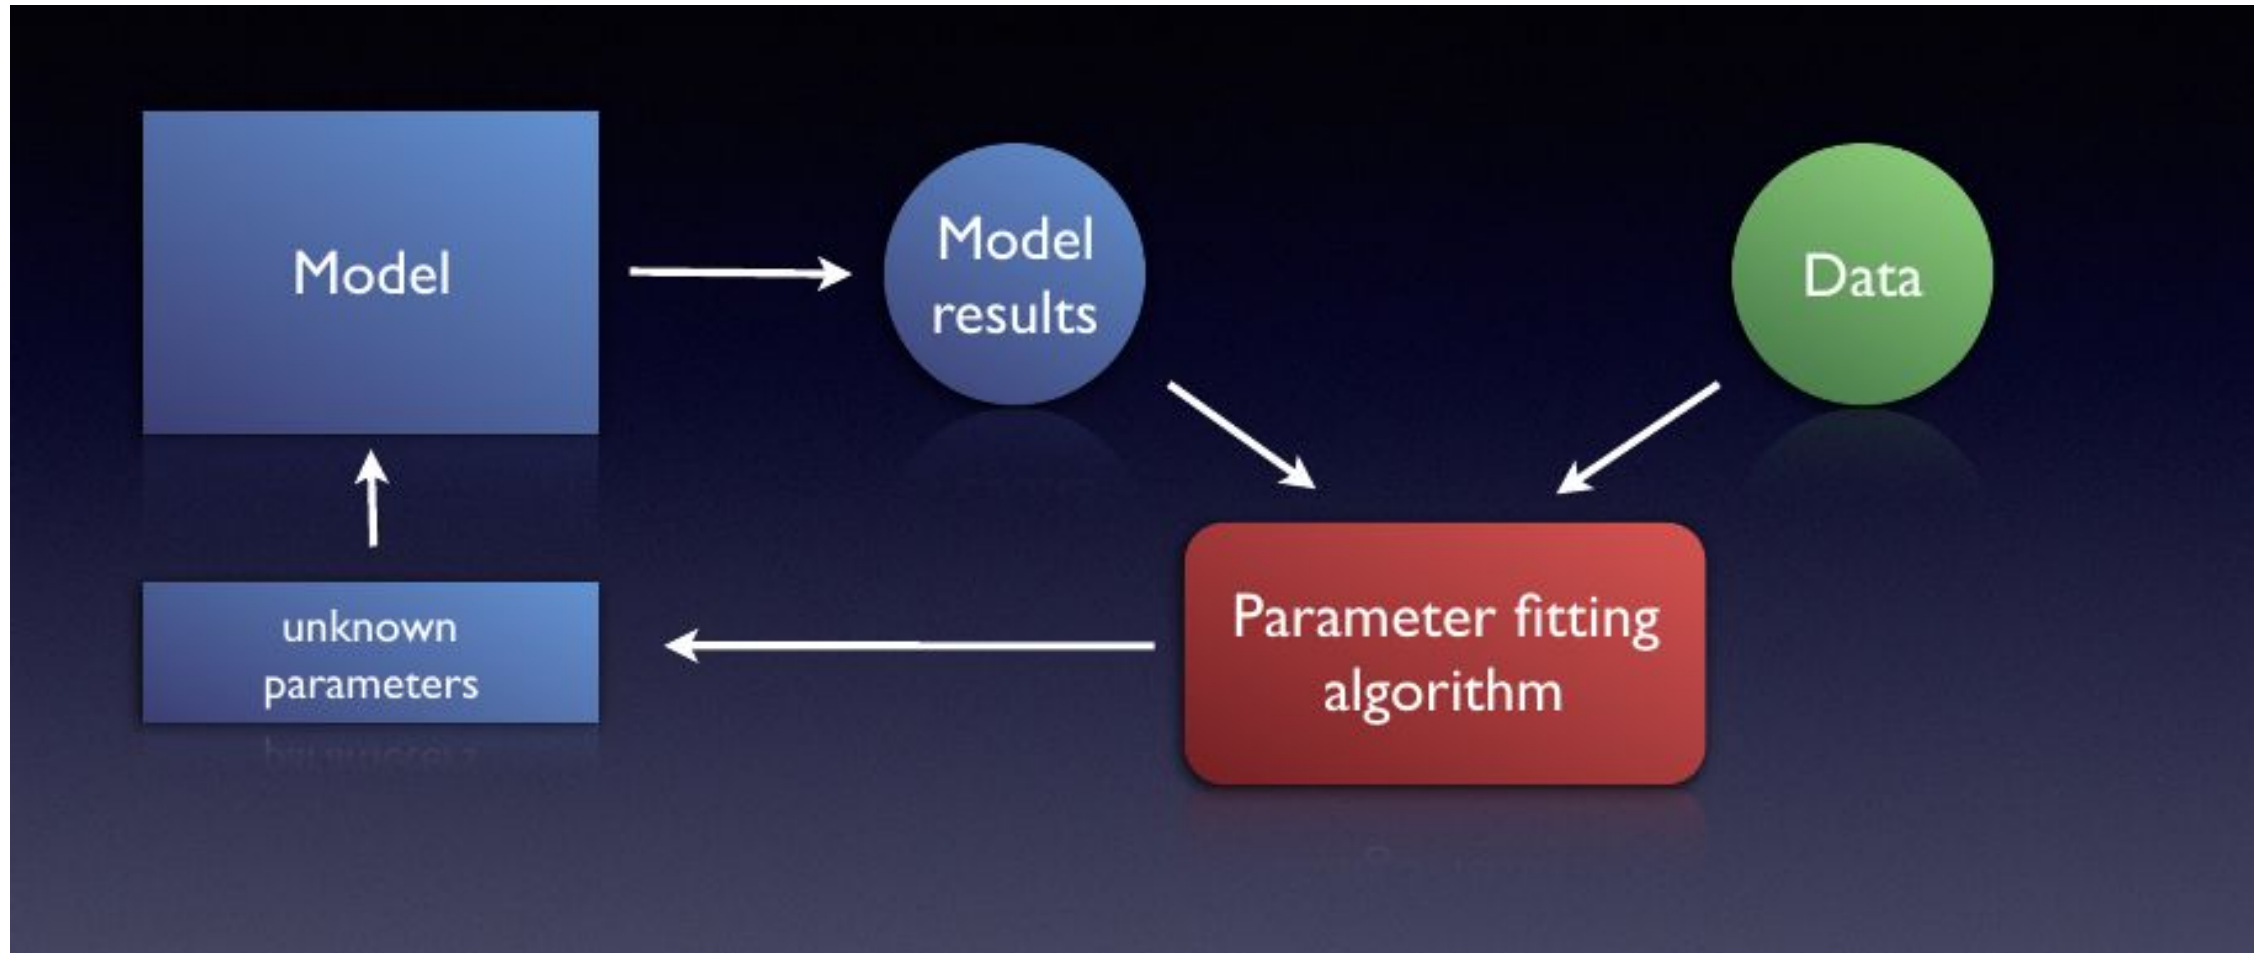 Model
Model
results
Data
unknown
parameters
Parameter fitting
algorithm